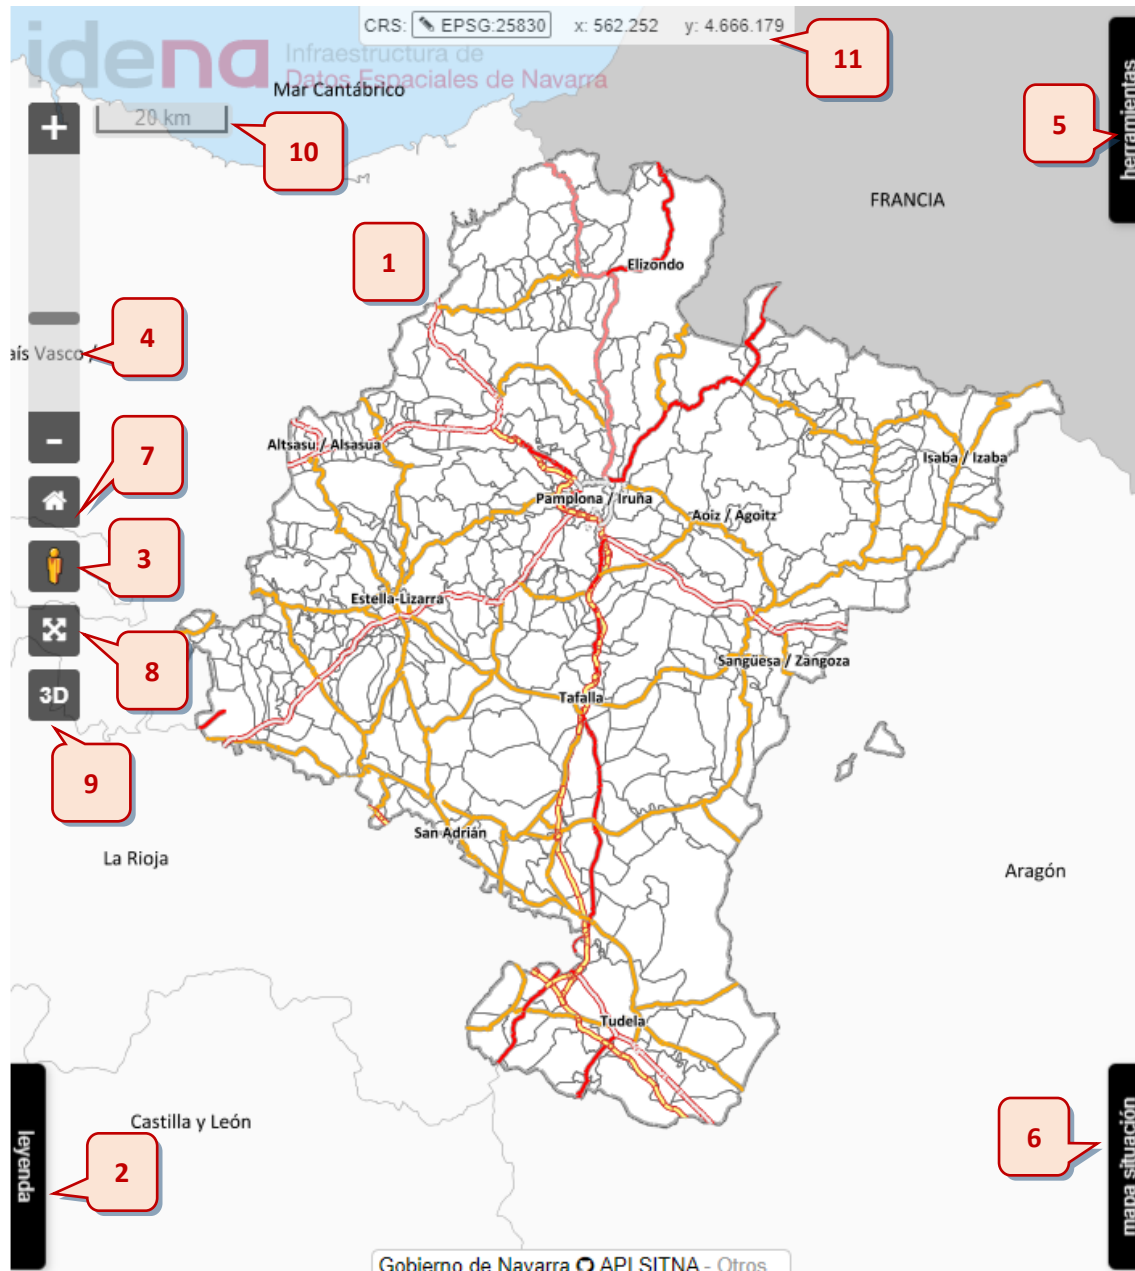 CRS: EPSG:25830 x: 562.252 y: 4.666.179
idena
Infraestructura de
Datos Espaciales de Navarra
Mar Cantábrico
11
herramientas
5
+
20 km
10
FRANCIA
1
Elizondo
4
aís Vasco /
-
7
Altsasu / Alsasua
Isaba / Izaba
Pamplona / Iruña
Aoiz / Agoitz
3
Estella-Lizarra
8
Sangüesa / Zangoza
3D
Tafalla
9
San Adrián
La Rioja
Aragón
Tudela
Castilla y León
6
2
leyenda
mapa situación
Gobierno de Navarra API SITNA - Otros